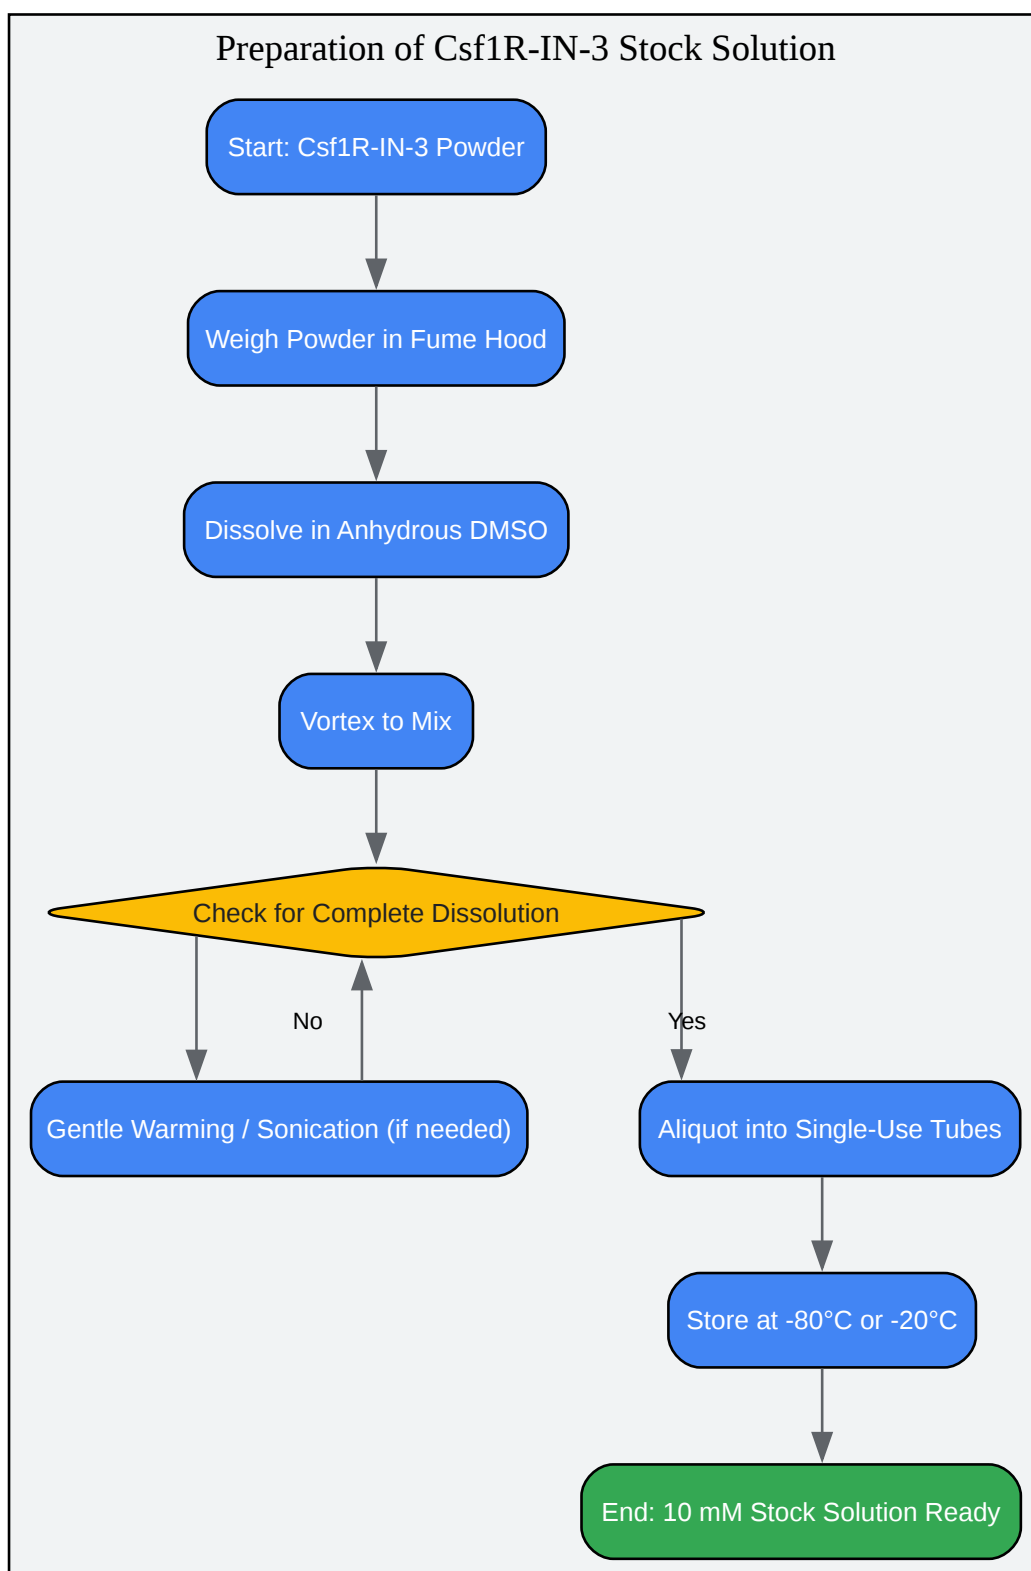 Preparation of Csf1R-IN-3 Stock Solution
Start: Csf1R-IN-3 Powder
Weigh Powder in Fume Hood
Dissolve in Anhydrous DMSO
Vortex to Mix
Check for Complete Dissolution
No
Yes
Gentle Warming / Sonication (if needed)
Aliquot into Single-Use Tubes
Store at -80°C or -20°C
End: 10 mM Stock Solution Ready